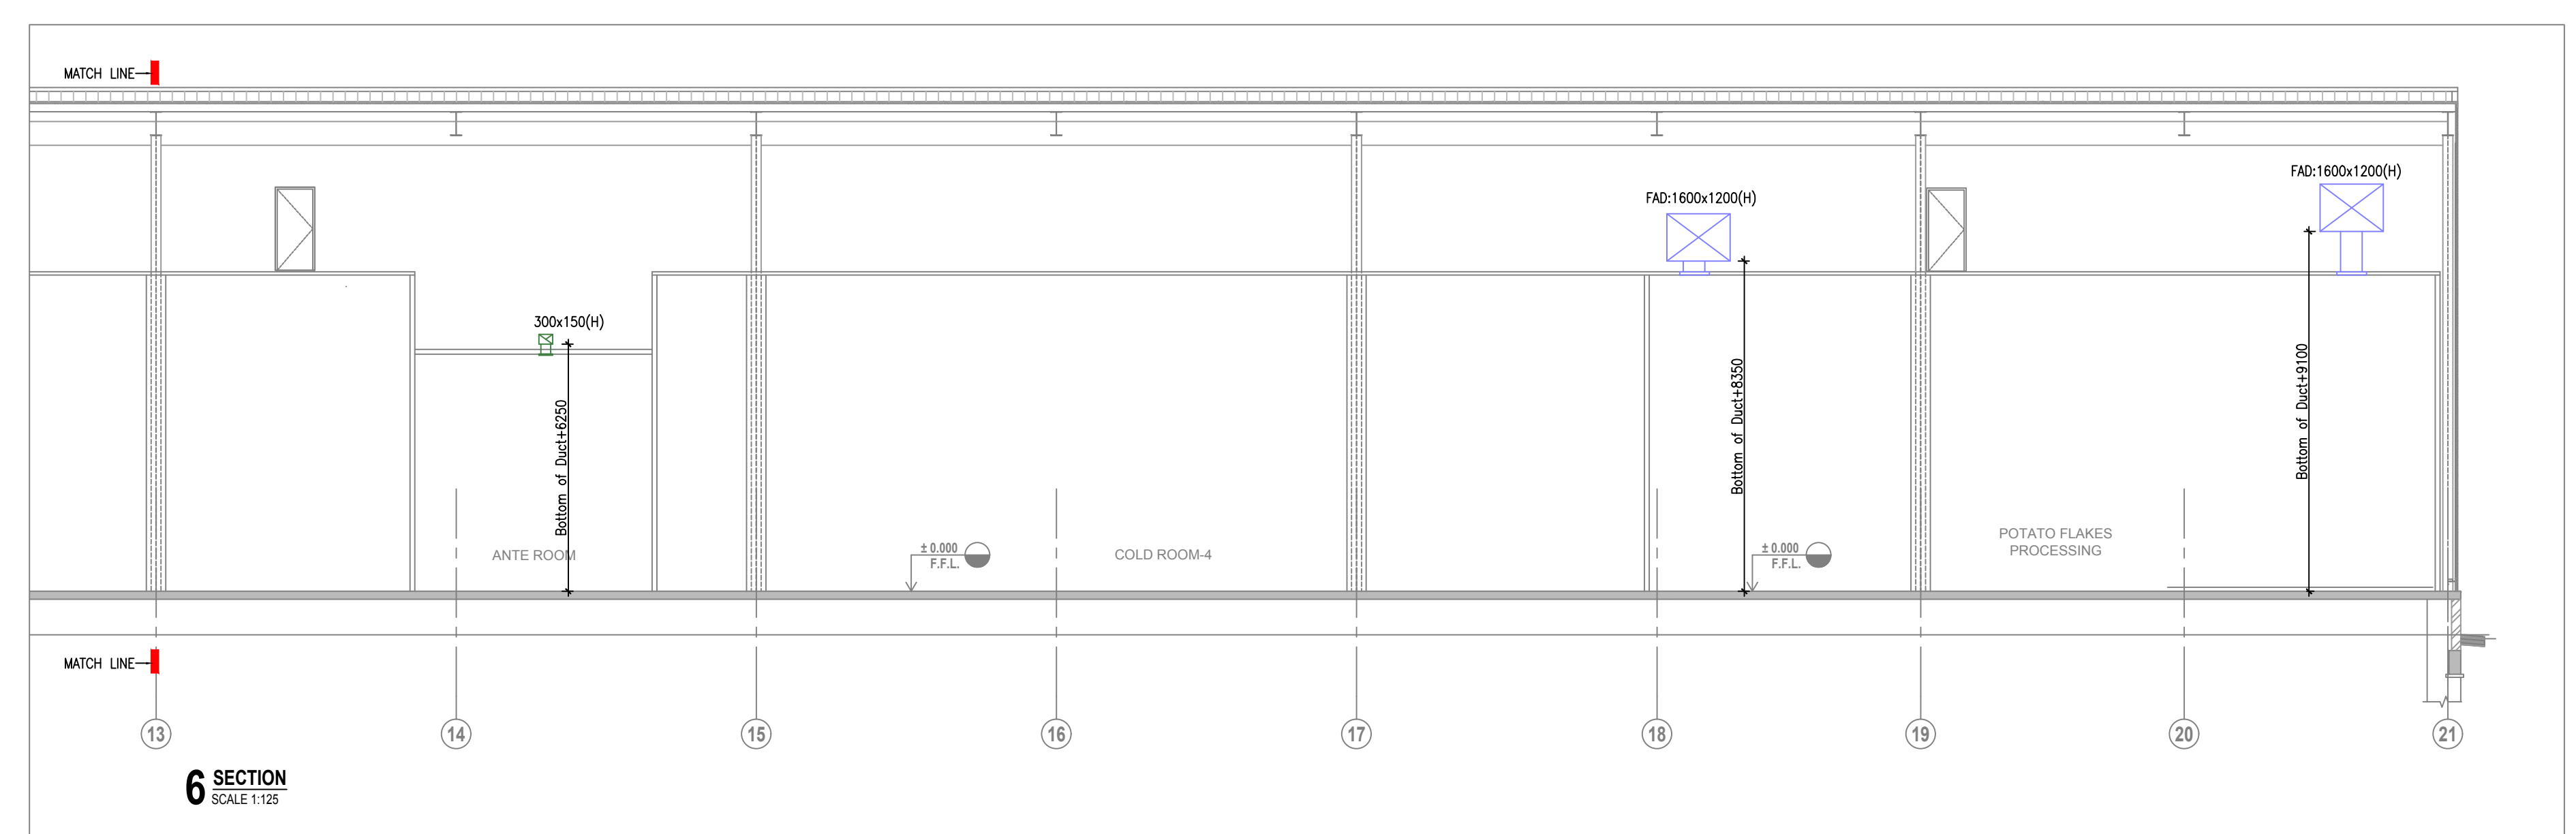 MATCH LINE
FAD:1600x1200(H)
FAD:1600x1200(H)
300x150(H)
Bottom of Duct+6250
Bottom of Duct+8350
Bottom of Duct+9100
ANTE ROOM
± 0.000
F.F.L.
COLD ROOM-4
± 0.000
F.F.L.
POTATO FLAKES
PROCESSING
MATCH LINE
13
14
15
16
17
18
19
20
21
6 SECTION
SCALE 1:125